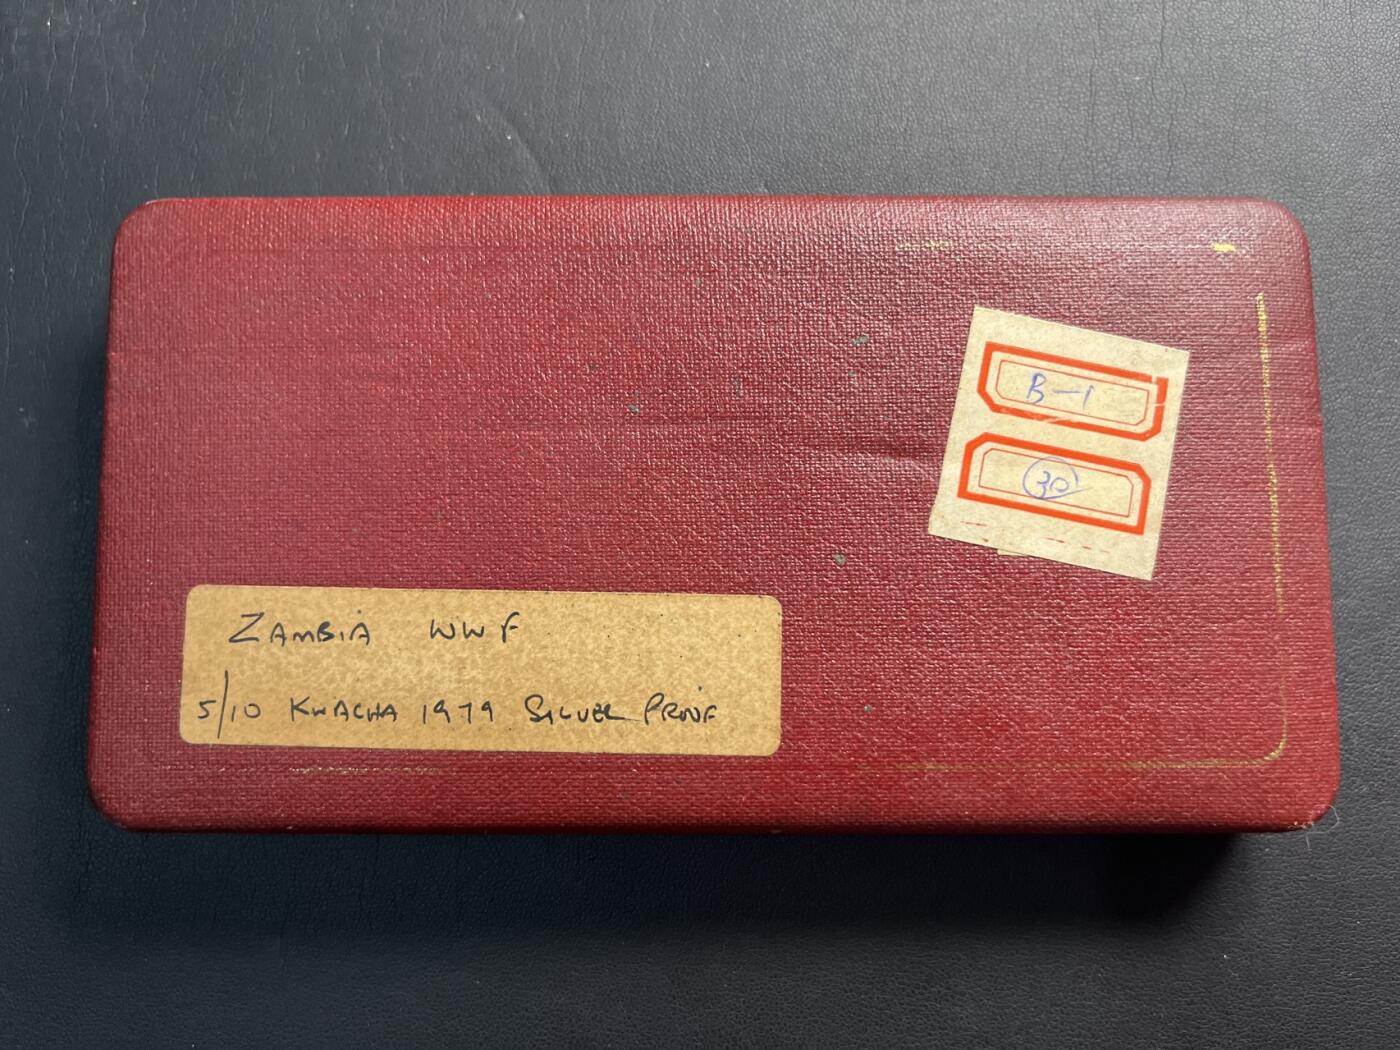 B-1
30
ZAMBIA WWF
5/10 KWACHA 1979 SILVER PROOF